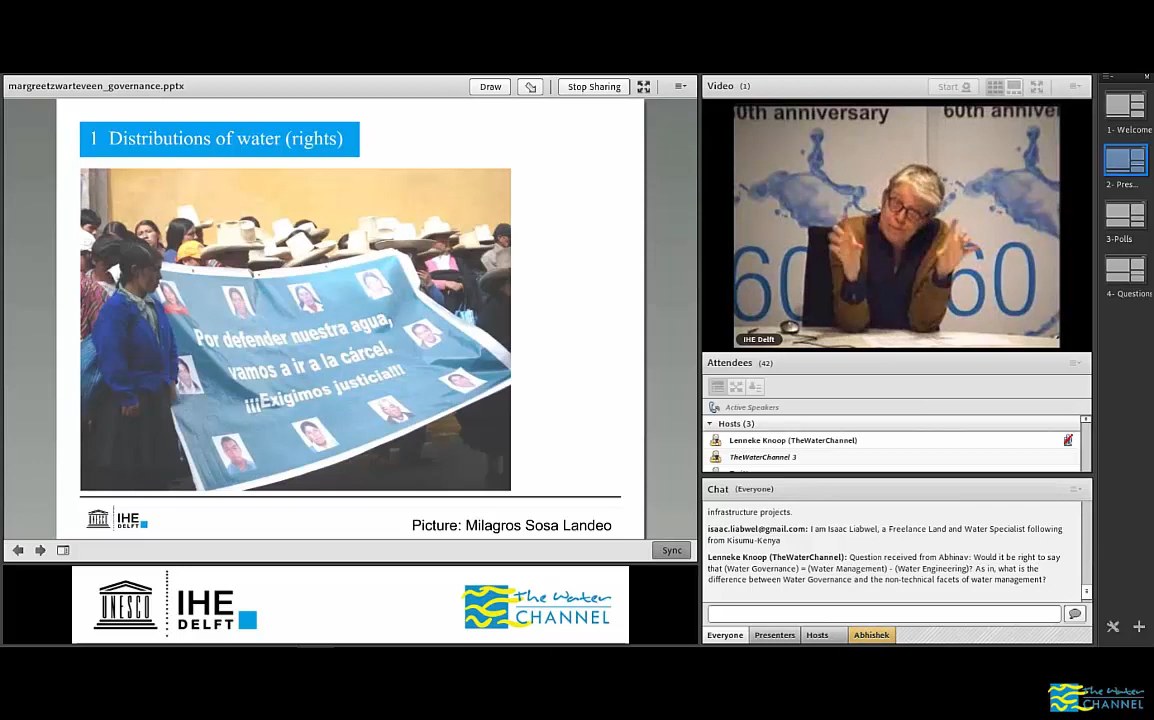 margreetzwarteveen_governance.pptx
Draw
Stop Sharing
1 Distributions of water (rights)
Por defender nuestra agua,
vamos a ir a la cárcel.
¡¡¡Exigimos justicia!!!
UNESCO
IHE
DELFT
Picture: Milagros Sosa Landeo
Sync
UNESCO
IHE
DELFT
The Water
CHANNEL
Video (1)
Start
60th anniversary
60
60
IHE Delft
Attendees (42)
Active Speakers
Hosts (3)
Lenneke Knoop (TheWaterChannel)
TheWaterChannel 3
Chat (Everyone)
infrastructure projects.
isaac.liabwel@gmail.com: I am Isaac Liabwel, a Freelance Land and Water Specialist following
from Kisumu-Kenya
Lenneke Knoop (TheWaterChannel): Question received from Abhinav: Would it be right to say
that (Water Governance) = (Water Management) - (Water Engineering)? As in, what is the
difference between Water Governance and the non-technical facets of water management?
Everyone
Presenters
Hosts
Abhishek
1- Welcome
2- Pres...
3-Polls
4- Questions
The Water
CHANNEL